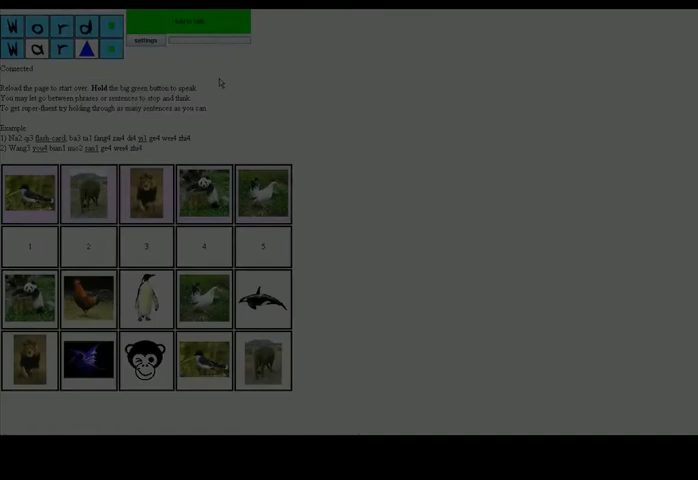 Word
War
settings
Connected
Reload the page to start over. Hold the big green button to speak
You may let go between phrases or sentences to stop and think.
To get super-fluent try holding through as many sentences as you can
Example:
1) Na2 qi3 flash-card; ba3 ta1 fang4 zai4 di4 yi1 ge4 wei4 zhi4
2) Wang3 you4 bian1 nuo2 san1 ge4 wei4 zhi4
1 2 3 4 5